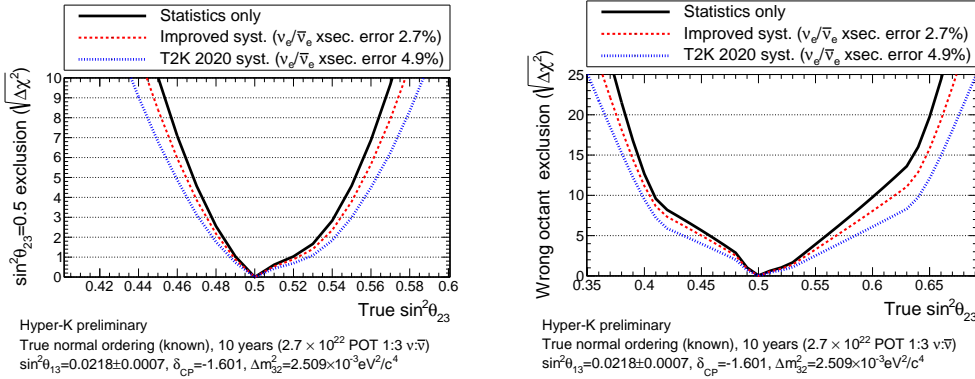 Statistics only
Improved syst. (νe/ν̅e xsec. error 2.7%)
T2K 2020 syst. (νe/ν̅e xsec. error 4.9%)
sin²θ23=0.5 exclusion (√Δχ²)
10
9
8
7
6
5
4
3
2
1
0
0.42 0.44 0.46 0.48 0.5 0.52 0.54 0.56 0.58 0.6
True sin²θ23
Hyper-K preliminary
True normal ordering (known), 10 years (2.7 × 10²² POT 1:3 ν:ν̅)
sin²θ13=0.0218±0.0007, δCP=-1.601, Δm²32=2.509×10⁻³eV²/c⁴
Statistics only
Improved syst. (νe/ν̅e xsec. error 2.7%)
T2K 2020 syst. (νe/ν̅e xsec. error 4.9%)
Wrong octant exclusion (√Δχ²)
25
20
15
10
5
0
0.35 0.4 0.45 0.5 0.55 0.6 0.65
True sin²θ23
Hyper-K preliminary
True normal ordering (known), 10 years (2.7 × 10²² POT 1:3 ν:ν̅)
sin²θ13=0.0218±0.0007, δCP=-1.601, Δm²32=2.509×10⁻³eV²/c⁴